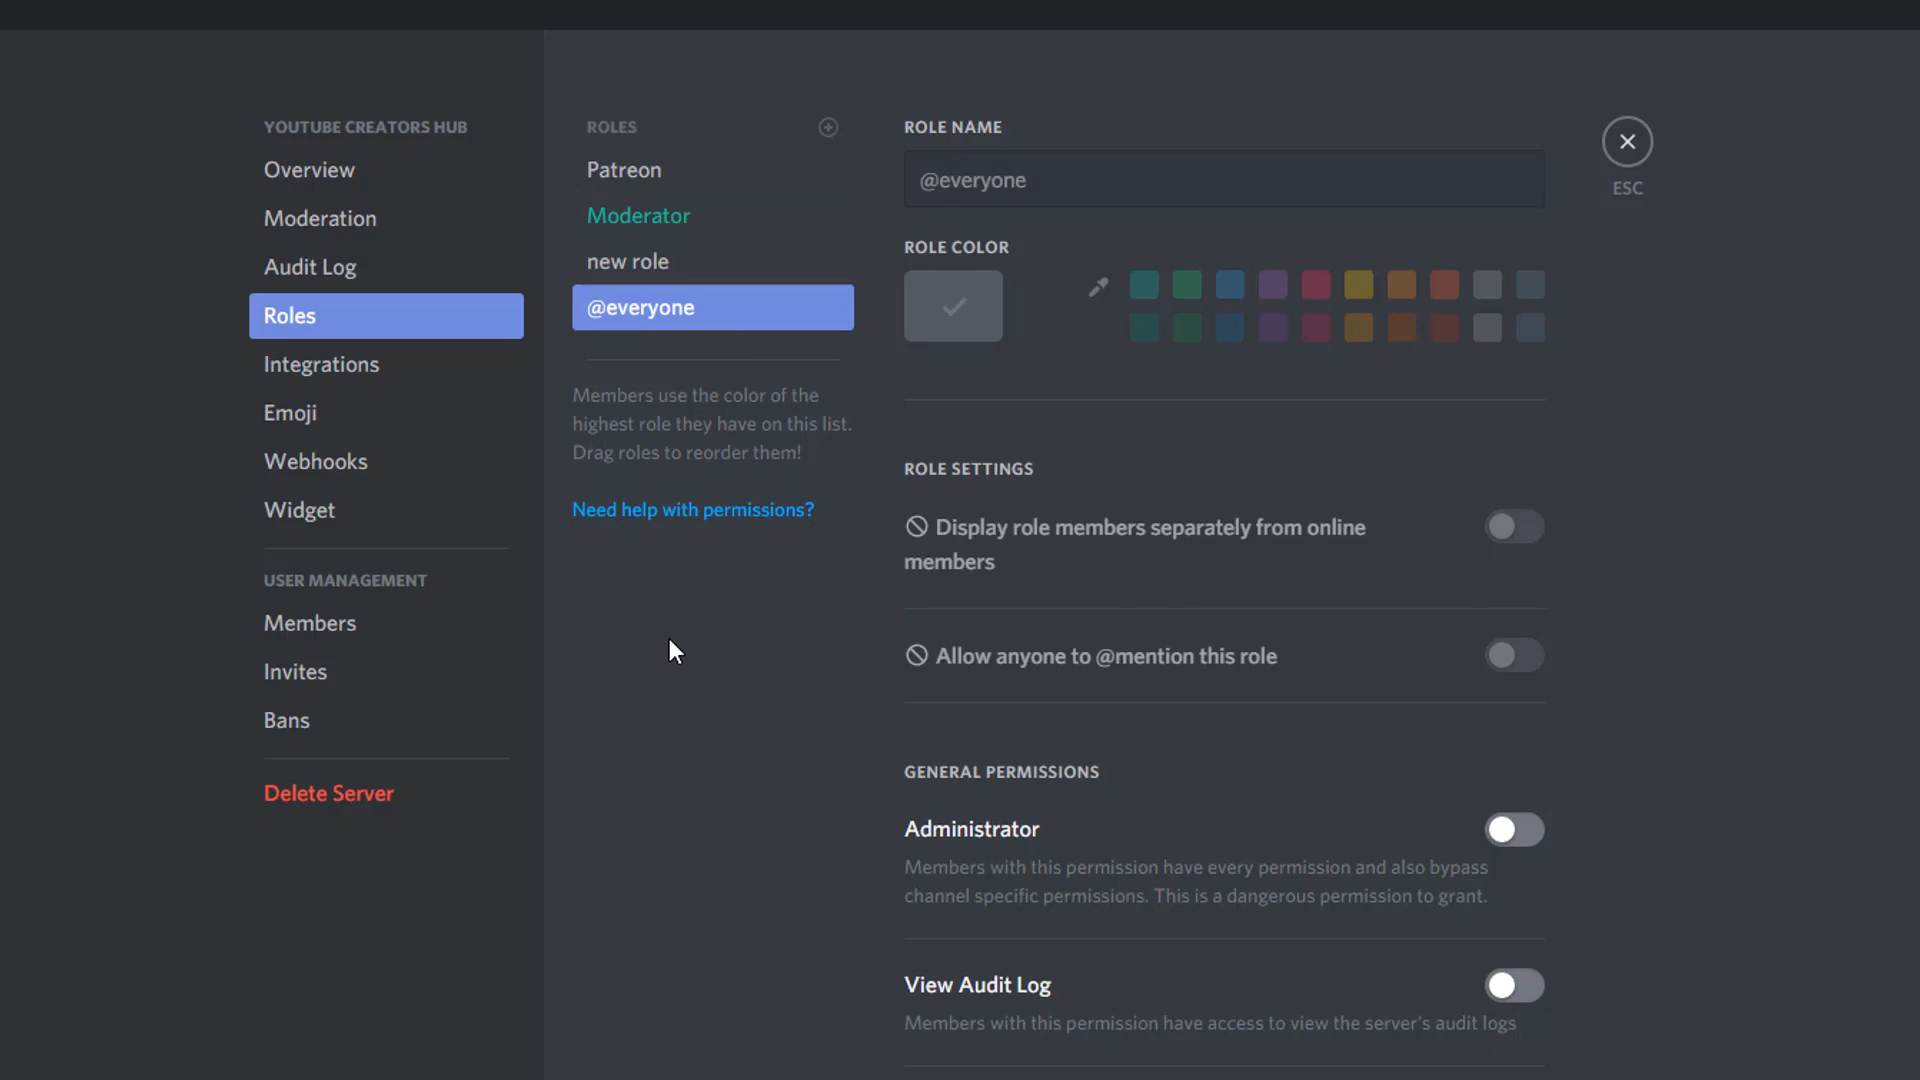 YOUTUBE CREATORS HUB
Overview
Moderation
Audit Log
Roles
Integrations
Emoji
Webhooks
Widget
USER MANAGEMENT
Members
Invites
Bans
Delete Server
ROLES
Patreon
Moderator
new role
@everyone
Members use the color of the
highest role they have on this list.
Drag roles to reorder them!
Need help with permissions?
ROLE NAME
@everyone
ROLE COLOR
ROLE SETTINGS
Display role members separately from online
members
Allow anyone to @mention this role
GENERAL PERMISSIONS
Administrator
Members with this permission have every permission and also bypass
channel specific permissions. This is a dangerous permission to grant.
View Audit Log
Members with this permission have access to view the server's audit logs
ESC